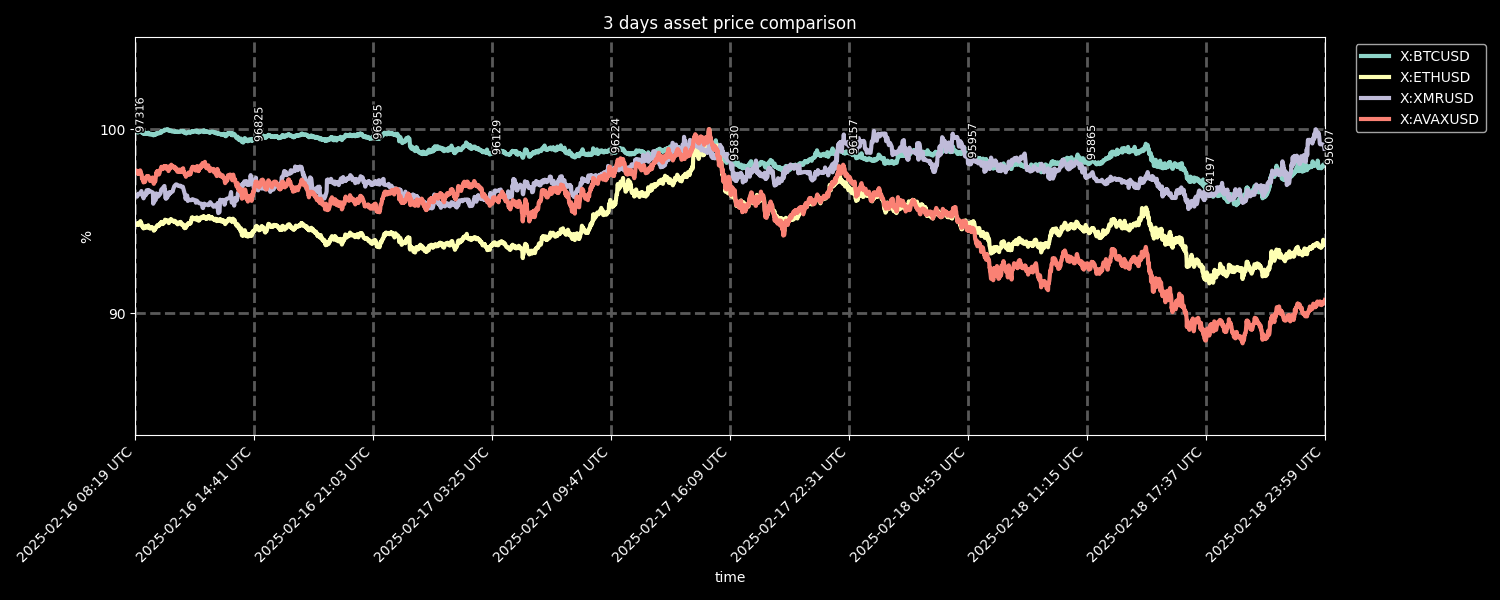 3 days asset price comparison
X:BTCUSD
X:ETHUSD
X:XMRUSD
X:AVAXUSD
%
100
90
97316
96825
96955
96129
96224
95830
96157
95957
95865
94197
95607
2025-02-16 08:19 UTC
2025-02-16 14:41 UTC
2025-02-16 21:03 UTC
2025-02-17 03:25 UTC
2025-02-17 09:47 UTC
2025-02-17 16:09 UTC
2025-02-17 22:31 UTC
2025-02-18 04:53 UTC
2025-02-18 11:15 UTC
2025-02-18 17:37 UTC
2025-02-18 23:59 UTC
time